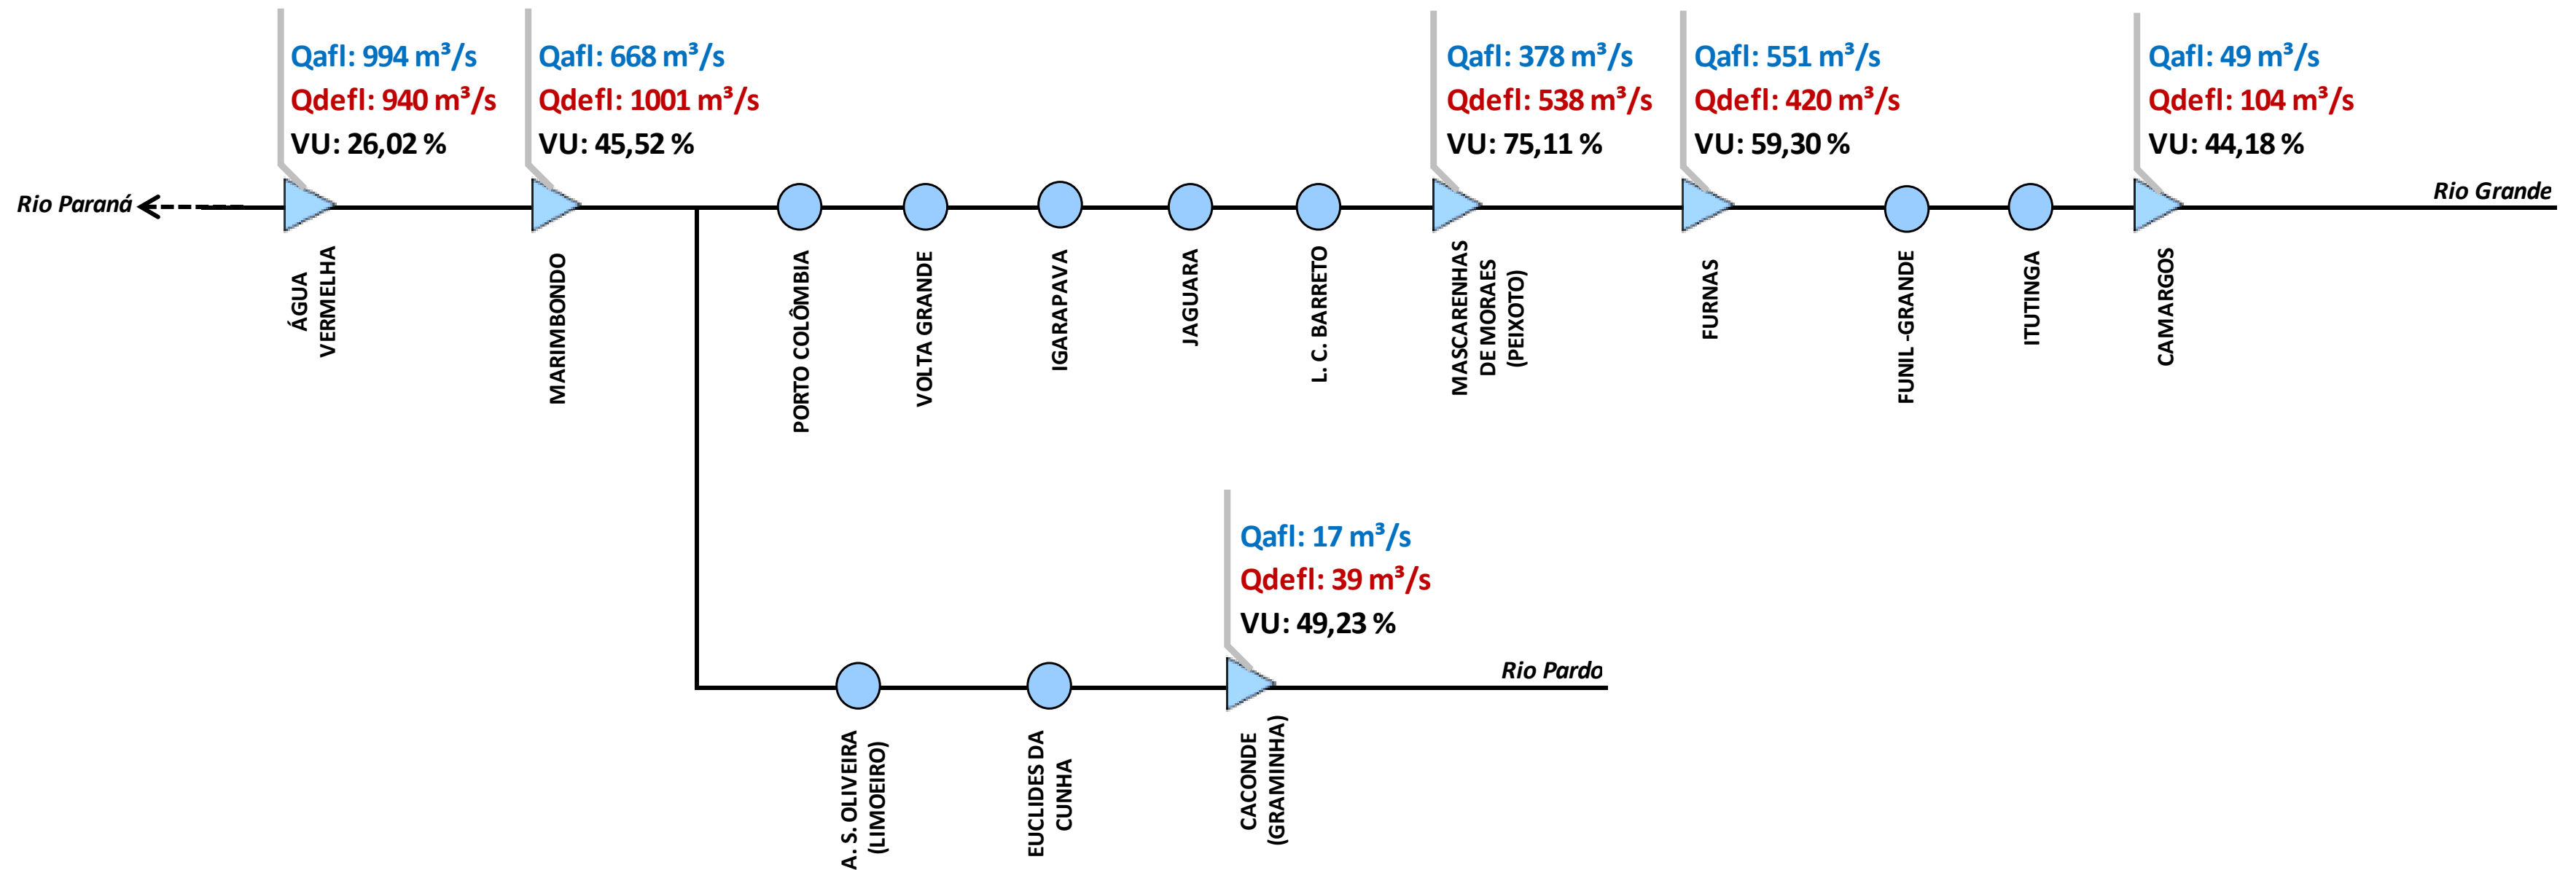 Qafl: 994 m³/s
Qdefl: 940 m³/s
VU: 26,02 %
Qafl: 668 m³/s
Qdefl: 1001 m³/s
VU: 45,52 %
Qafl: 378 m³/s
Qdefl: 538 m³/s
VU: 75,11 %
Qafl: 551 m³/s
Qdefl: 420 m³/s
VU: 59,30 %
Qafl: 49 m³/s
Qdefl: 104 m³/s
VU: 44,18 %
Rio Paraná
Rio Grande
ÁGUA
VERMELHA
MARIMBONDO
PORTO COLÔMBIA
VOLTA GRANDE
IGARAPAVA
JAGUARA
L. C. BARRETO
MASCARENHAS
DE MORAES
(PEIXOTO)
FURNAS
FUNIL -GRANDE
ITUTINGA
CAMARGOS
Qafl: 17 m³/s
Qdefl: 39 m³/s
VU: 49,23 %
Rio Pardo
A. S. OLIVEIRA
(LIMOEIRO)
EUCLIDES DA
CUNHA
CACONDE
(GRAMINHA)